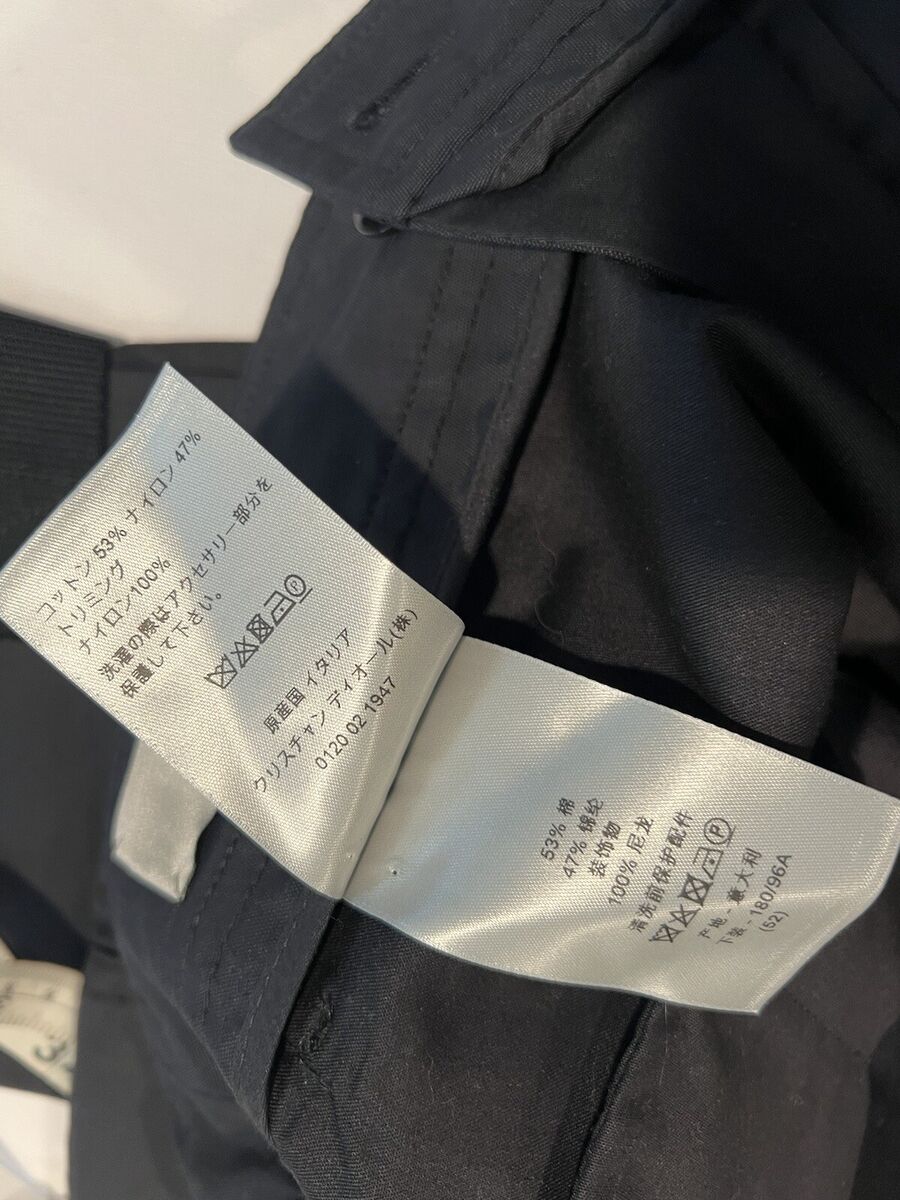 コットン 53% ナイロン 47%
トリミング
ナイロン100%
洗濯の際はアクセサリー部分を
保護して下さい。
P
原産国 イタリア
クリスチャン ディオール(株)
0120 02 1947
53% 棉
47% 锦纶
装饰物
100% 尼龙
清洗前保护配件
P
产地 - 意大利
下装 - 180/96A
(52)